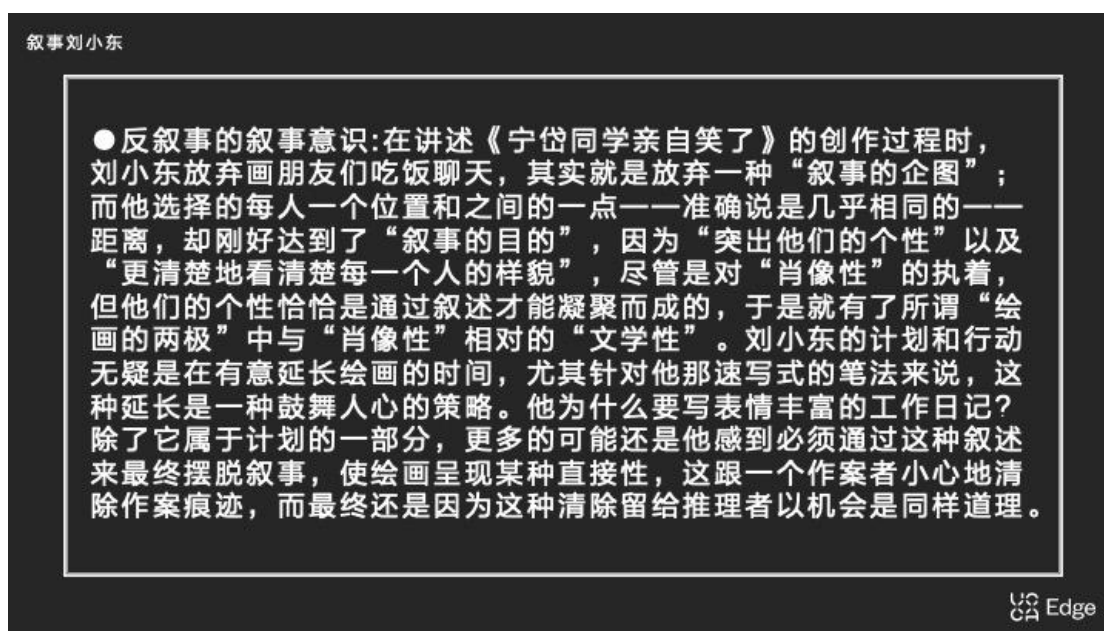 叙事刘小东
●反叙事的叙事意识:在讲述《宁岱同学亲自笑了》的创作过程时，
刘小东放弃画朋友们吃饭聊天，其实就是放弃一种“叙事的企图”；
而他选择的每人一个位置和之间的一点——准确说是几乎相同的——
距离，却刚好达到了“叙事的目的”，因为“突出他们的个性”以及
“更清楚地看清楚每一个人的样貌”，尽管是对“肖像性”的执着，
但他们的个性恰恰是通过叙述才能凝聚而成的，于是就有了所谓“绘
画的两极”中与“肖像性”相对的“文学性”。刘小东的计划和行动
无疑是在有意延长绘画的时间，尤其针对他那速写式的笔法来说，这
种延长是一种鼓舞人心的策略。他为什么要写表情丰富的工作日记？
除了它属于计划的一部分，更多的可能还是他感到必须通过这种叙述
来最终摆脱叙事，使绘画呈现某种直接性，这跟一个作案者小心地清
除作案痕迹，而最终还是因为这种清除留给推理者以机会是同样道理。
UCCA Edge